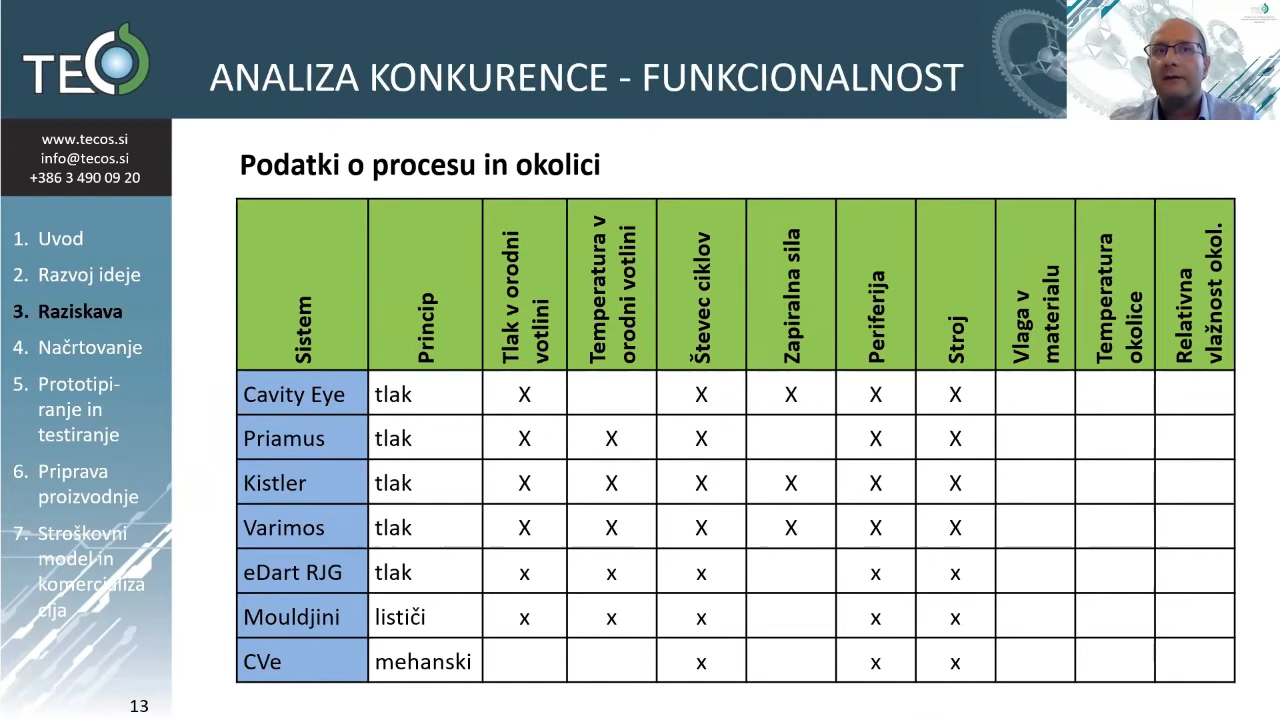 TECOS
ANALIZA KONKURENCE - FUNKCIONALNOST
www.tecos.si
info@tecos.si
+386 3 490 09 20
1. Uvod
2. Razvoj ideje
3. Raziskava
4. Načrtovanje
5. Prototipi-
ranje in
testiranje
6. Priprava
proizvodnje
7. Stroškovni
model in
komercializa
cija
Podatki o procesu in okolici
Sistem
Princip
Tlak v orodni
votlini
Temperatura v
orodni votlini
Števec ciklov
Zapiralna sila
Periferija
Stroj
Vlaga v
materialu
Temperatura
okolice
Relativna
vlažnost okol.
Cavity Eye tlak X X X X X
Priamus tlak X X X X X
Kistler tlak X X X X X X
Varimos tlak X X X X X X
eDart RJG tlak x x x x x
Mouldjini lističi x x x x x
CVe mehanski x x x
13